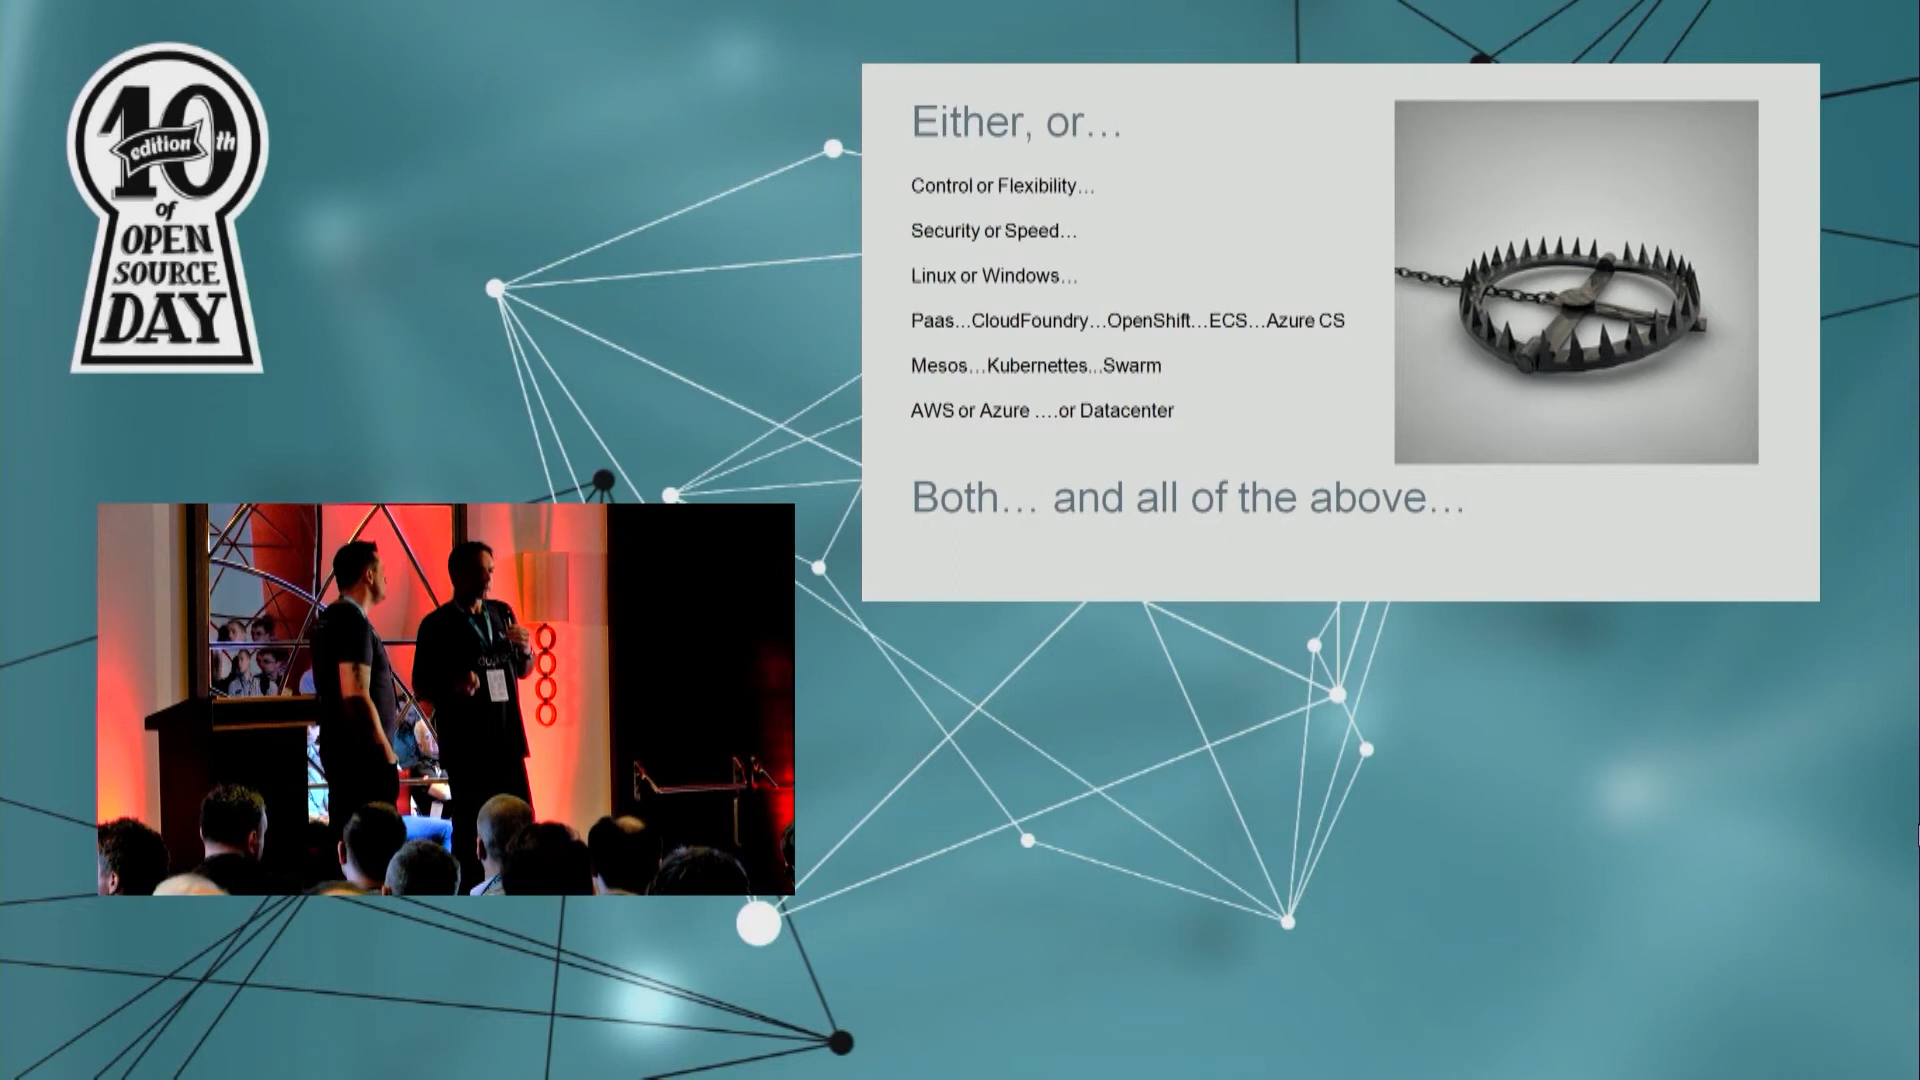 10th
edition
of
OPEN
SOURCE
DAY
Either, or…
Control or Flexibility…
Security or Speed…
Linux or Windows…
Paas…CloudFoundry…OpenShift…ECS…Azure CS
Mesos…Kubernettes...Swarm
AWS or Azure ….or Datacenter
Both… and all of the above…